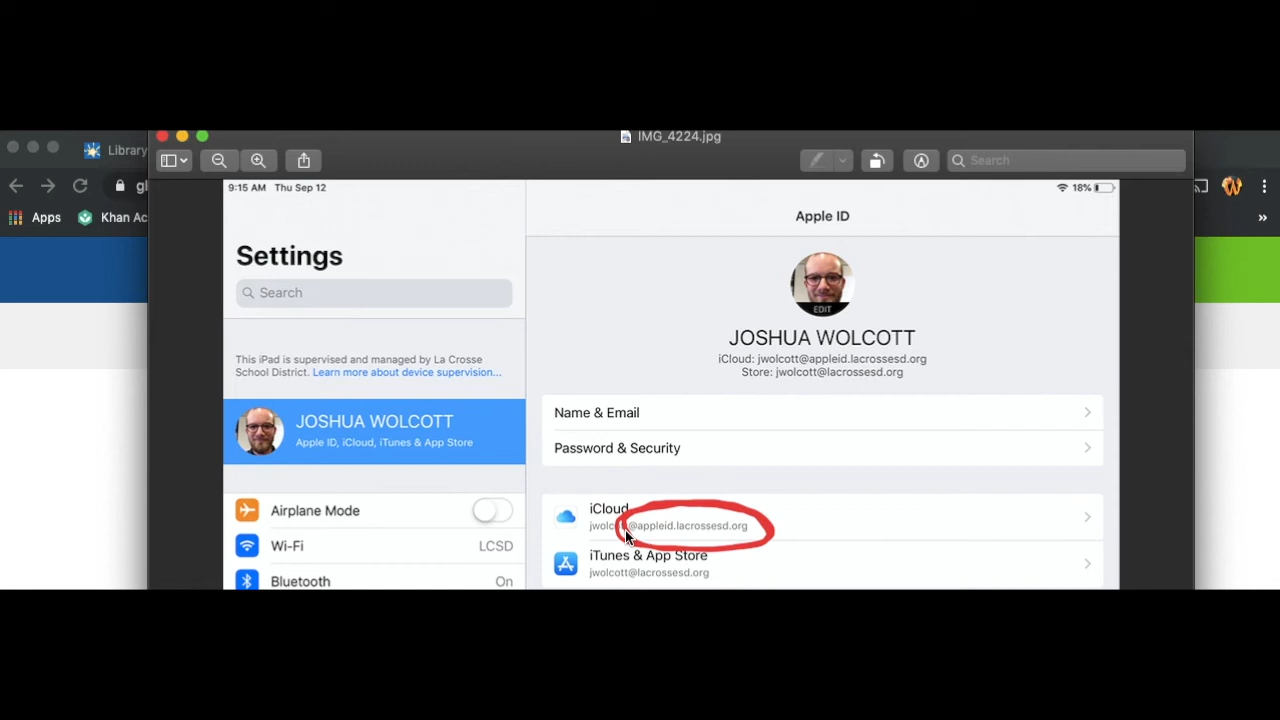 IMG_4224.jpg
Library
Search
gl
Apps
Khan Ac
»
9:15 AM Thu Sep 12
18%
Apple ID
Settings
Search
EDIT
JOSHUA WOLCOTT
iCloud: jwolcott@appleid.lacrossesd.org
Store: jwolcott@lacrossesd.org
This iPad is supervised and managed by La Crosse
School District. Learn more about device supervision...
JOSHUA WOLCOTT
Apple ID, iCloud, iTunes & App Store
Name & Email
Password & Security
Airplane Mode
Wi-Fi
LCSD
Bluetooth
On
iCloud
jwolcott@appleid.lacrossesd.org
iTunes & App Store
jwolcott@lacrossesd.org